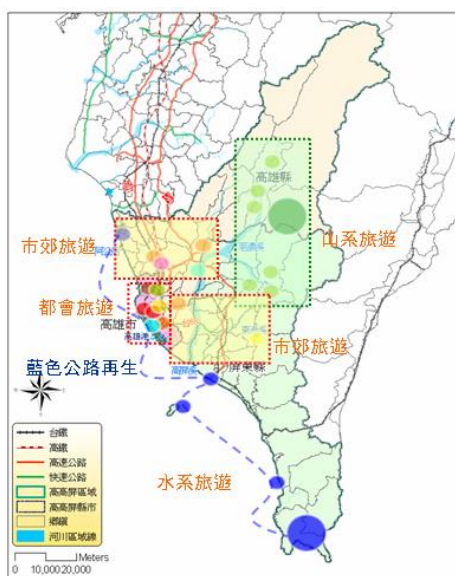 高雄縣
山系旅遊
市郊旅遊
都會旅遊
高雄市
市郊旅遊
藍色公路再生
屏東縣
水系旅遊
台鐵
高鐵
高速公路
快速公路
高高屏區域
高高屏縣市
鄉鎮
河川區域線
Meters
0 10,00020,000